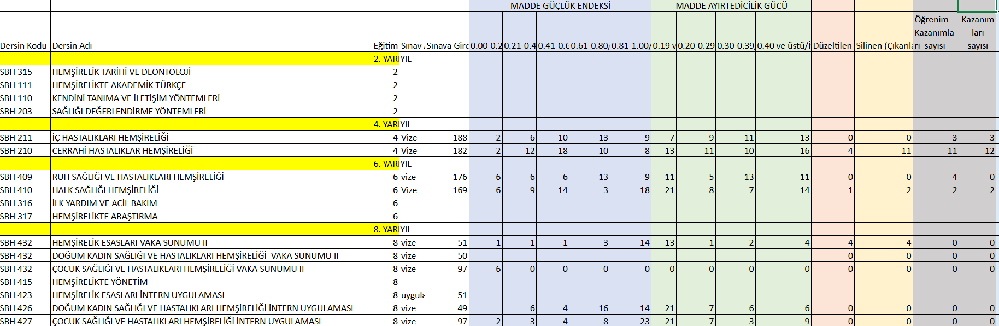 MADDE GÜÇLÜK ENDEKSİ MADDE AYIRTEDİCİLİK GÜCÜ
Dersin Kodu Dersin Adı Eğitim Sınav Sınava Gire 0.00-0.2 0.21-0.4 0.41-0.6 0.61-0.80/ 0.81-1.00/ 0.19 v 0.20-0.29 0.30-0.39/ 0.40 ve üstü/İ Düzeltilen Silinen (Çıkarıla Öğrenim Kazanımla rı sayısı Kazanım ları sayısı
2. YARIYIL
SBH 315 HEMŞİRELİK TARİHİ VE DEONTOLOJİ 2
SBH 111 HEMŞİRELİKTE AKADEMİK TÜRKÇE 2
SBH 110 KENDİNİ TANIMA VE İLETİŞİM YÖNTEMLERİ 2
SBH 203 SAĞLIĞI DEĞERLENDİRME YÖNTEMLERİ 2
4. YARIYIL
SBH 211 İÇ HASTALIKLARI HEMŞİRELİĞİ 4 Vize 188 2 6 10 13 9 7 9 11 13 0 0 3 3
SBH 210 CERRAHİ HASTALIKLAR HEMŞİRELİĞİ 4 Vize 182 2 12 18 10 8 13 11 10 16 4 11 11 12
6. YARIYIL
SBH 409 RUH SAĞLIĞI VE HASTALIKLARI HEMŞİRELİĞİ 6 vize 176 6 6 6 13 9 11 5 13 11 0 0 4 0
SBH 410 HALK SAĞLIĞI HEMŞİRELİĞİ 6 Vize 169 6 9 14 3 18 21 8 7 14 1 2 2 2
SBH 316 İLK YARDIM VE ACİL BAKIM 6
SBH 317 HEMŞİRELİKTE ARAŞTIRMA 6
8. YARIYIL
SBH 432 HEMŞİRELİK ESASLARI VAKA SUNUMU II 8 vize 51 1 1 1 3 14 13 1 2 4 4 4 0 0
SBH 432 DOĞUM KADIN SAĞLIĞI VE HASTALIKLARI HEMŞİRELİĞİ VAKA SUNUMU II 8 vize 50 0 0 0 0
SBH 432 ÇOCUK SAĞLIĞI VE HASTALIKLARI HEMŞİRELİĞİ VAKA SUNUMU II 8 vize 97 6 0 0 0 0 0 0 0 0 0 0 0 0
SBH 415 HEMŞİRELİKTE YÖNETİM 8
SBH 423 HEMŞİRELİK ESASLARI İNTERN UYGULAMASI 8 uygula 51
SBH 426 DOĞUM KADIN SAĞLIĞI VE HASTALIKLARI HEMŞİRELİĞİ İNTERN UYGULAMASI 8 vize 49 6 4 16 14 21 7 6 6 0 0 0 0
SBH 427 ÇOCUK SAĞLIĞI VE HASTALIKLARI HEMŞİRELİĞİ İNTERN UYGULAMASI 8 vize 97 2 3 4 8 23 21 7 3 9 0 0 0 0